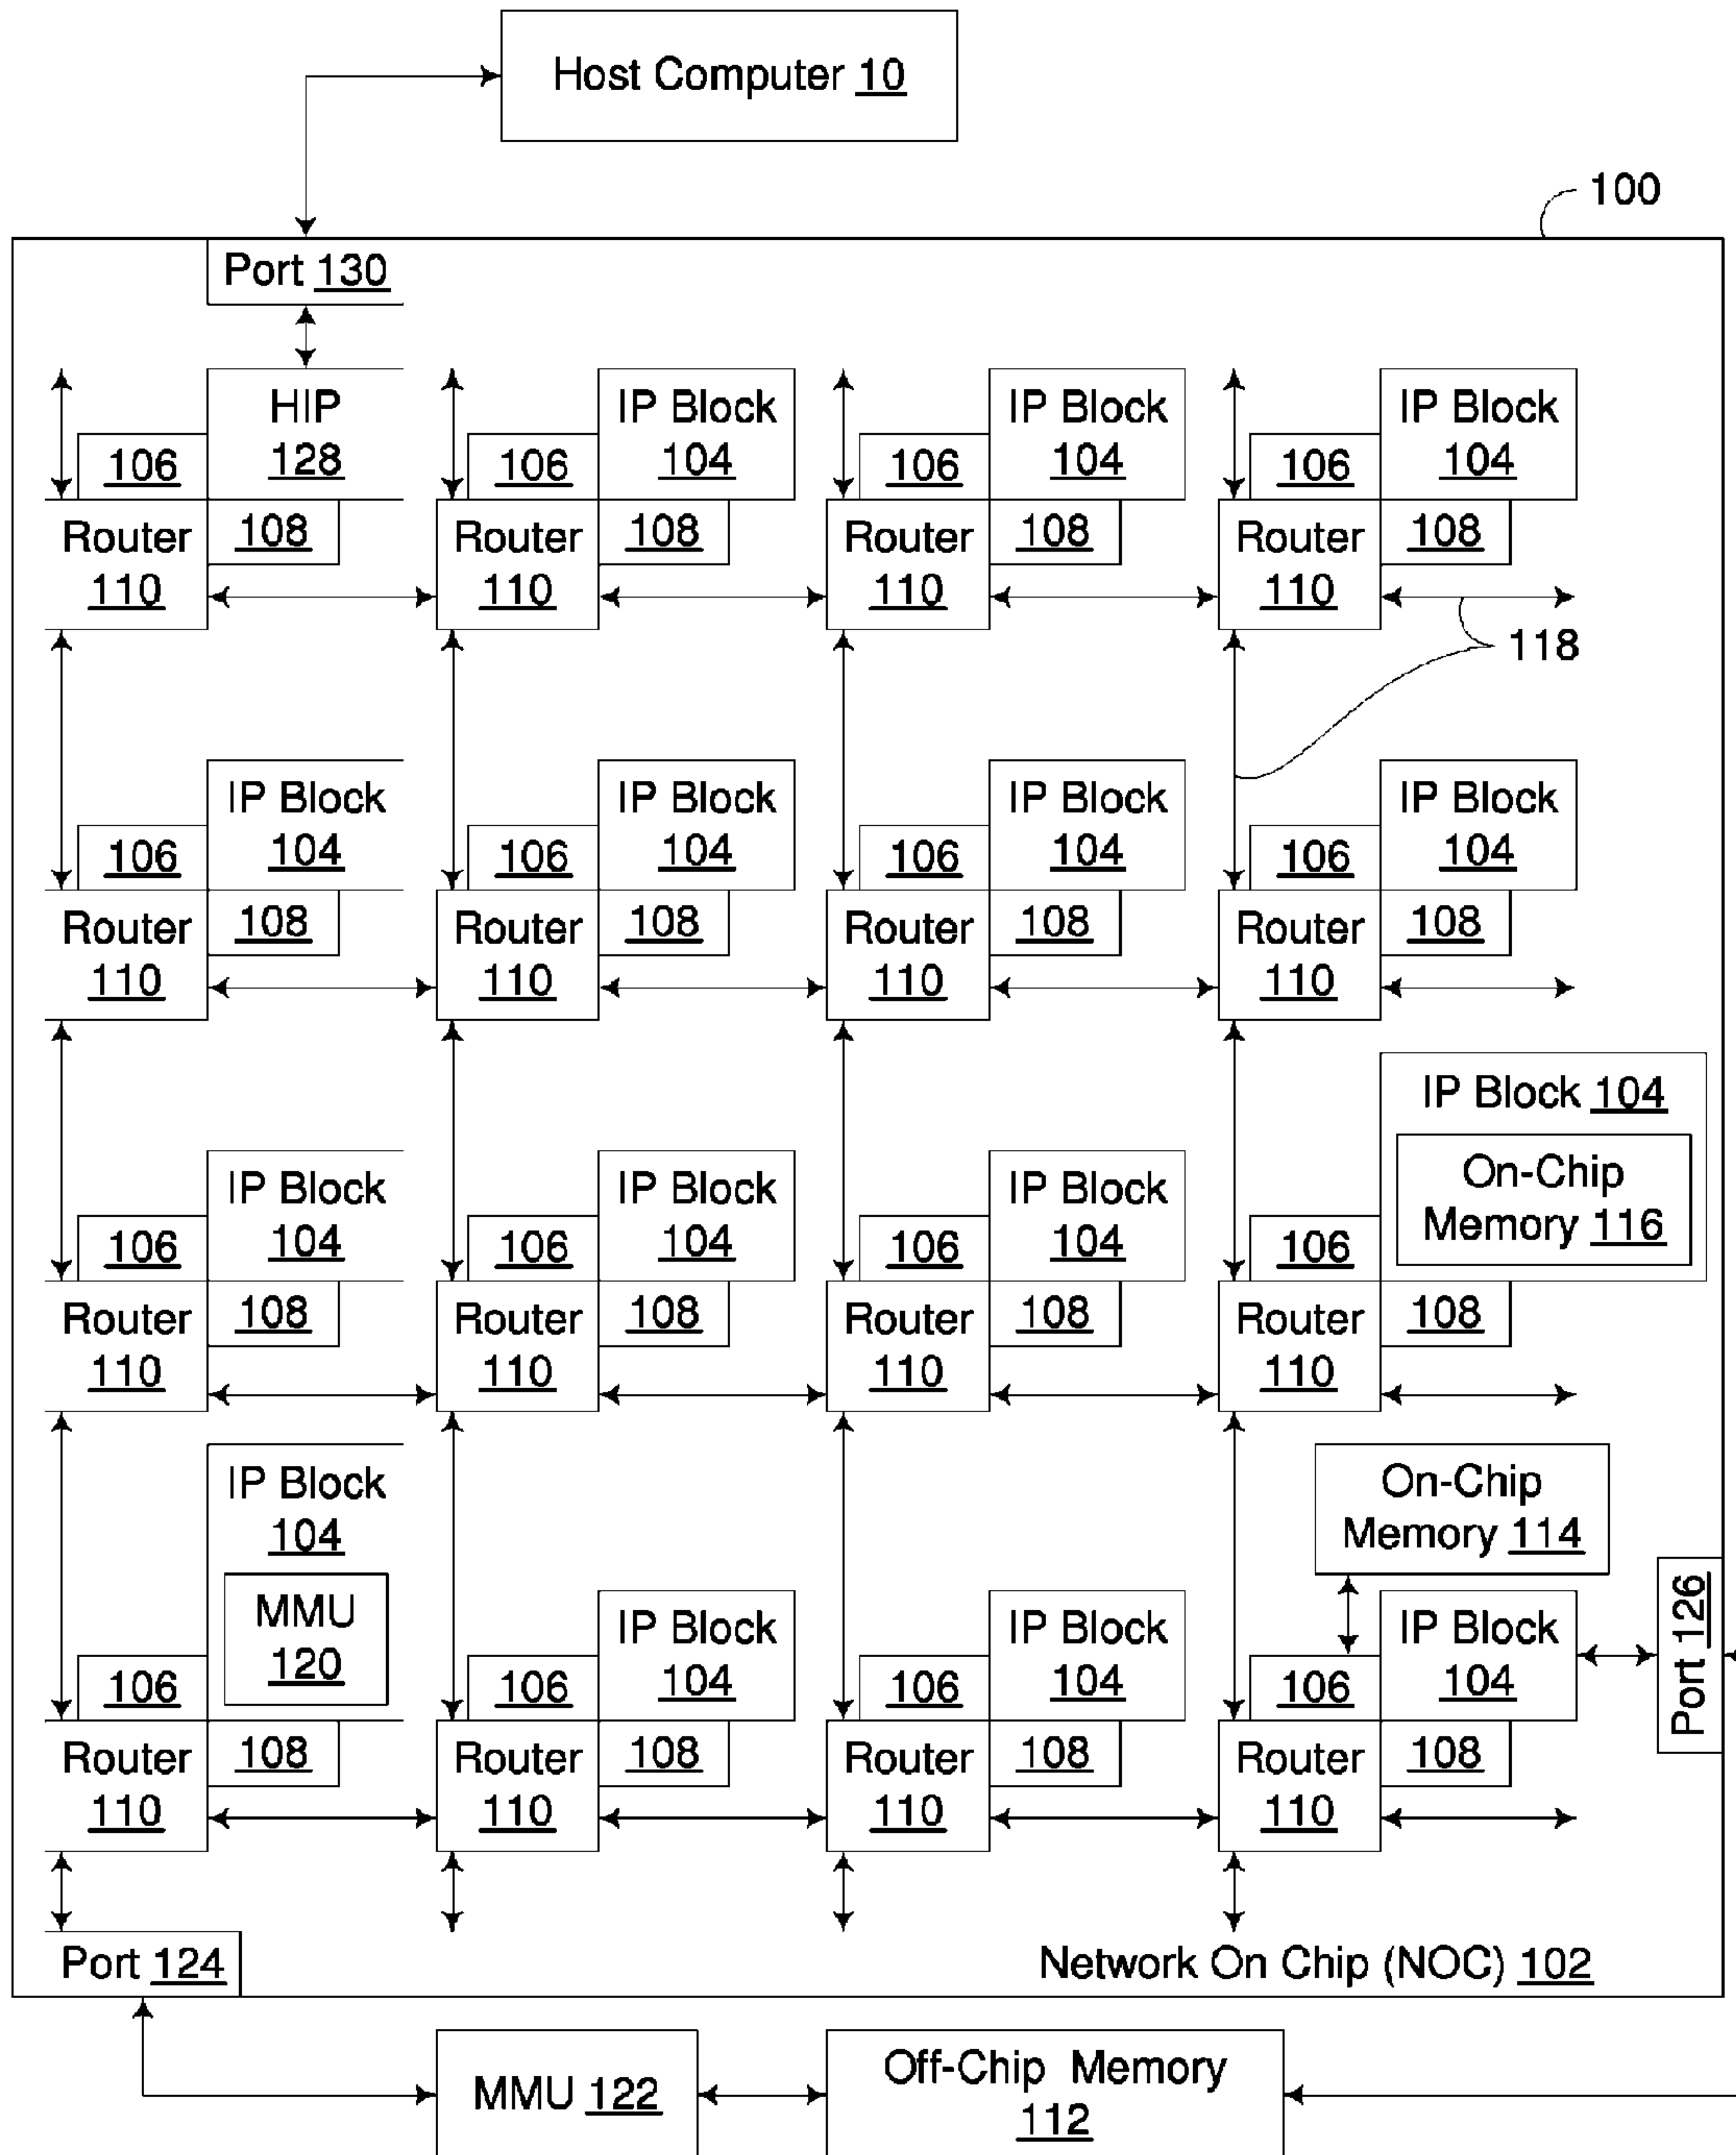 Host Computer 10
100
Port 130
HIP IP Block IP Block IP Block
106 128 106 104 106 104 106 104
Router 108 Router 108 Router 108 Router 108
110 110 110 110
118
IP Block IP Block IP Block IP Block
106 104 106 104 106 104 106 104
Router 108 Router 108 Router 108 Router 108
110 110 110 110
IP Block 104
On-Chip
Memory 116
IP Block IP Block IP Block
106 104 106 104 106 104 106
Router 108 Router 108 Router 108 Router 108
110 110 110 110
IP Block
104
MMU
120
On-Chip
Memory 114
IP Block IP Block IP Block
106 106 104 106 104 106 104
Port 126
Router 108 Router 108 Router 108 Router 108
110 110 110 110
Port 124
Network On Chip (NOC) 102
MMU 122
Off-Chip Memory
112